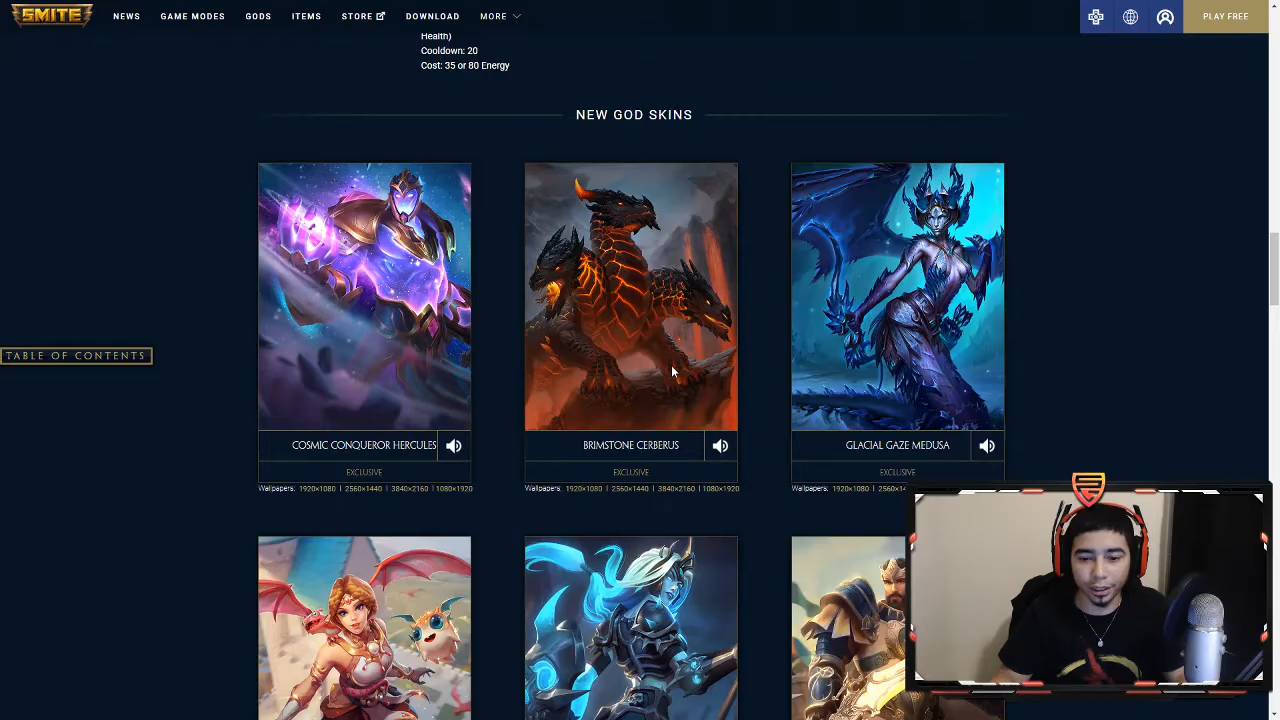 SMITE
NEWS GAME MODES GODS ITEMS STORE DOWNLOAD MORE
PLAY FREE
Health)
Cooldown: 20
Cost: 35 or 80 Energy
NEW GOD SKINS
TABLE OF CONTENTS
COSMIC CONQUEROR HERCULES
EXCLUSIVE
Wallpapers: 1920×1080 | 2560×1440 | 3840×2160 | 1080×1920
BRIMSTONE CERBERUS
EXCLUSIVE
Wallpapers: 1920×1080 | 2560×1440 | 3840×2160 | 1080×1920
GLACIAL GAZE MEDUSA
EXCLUSIVE
Wallpapers: 1920×1080 | 2560×14